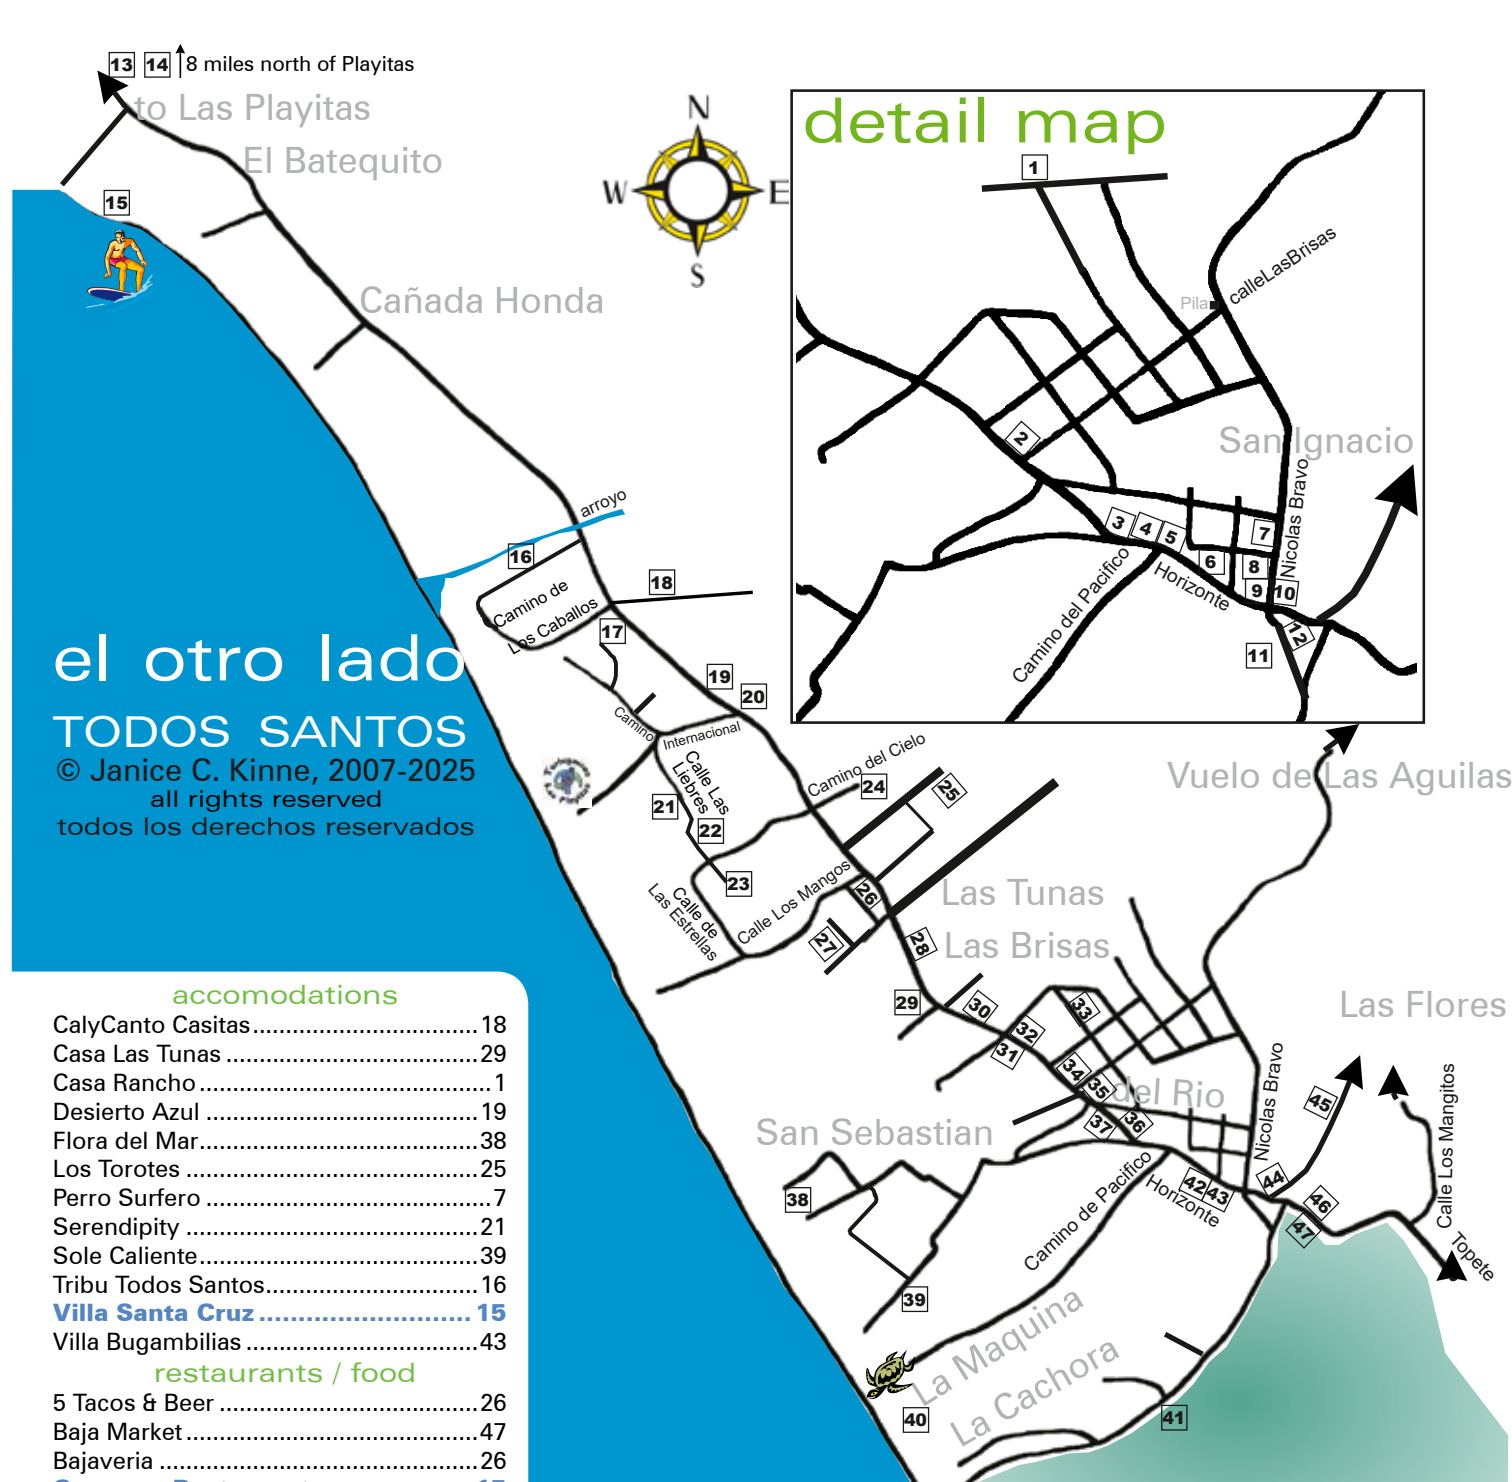 13 14 8 miles north of Playitas
to Las Playitas
El Batequito
15
Cañada Honda
N
W E
S
detail map
1
calleLasBrisas
Pila
2
San Ignacio
Nicolas Bravo
3 4 5
6
7
8
9 10
11
12
Camino del Pacifico
Horizonte
arroyo
16
Camino de
Los Caballos
17
18
19
20
Camino
Internacional
Calle Las
Liebres
21
22
23
Camino del Cielo
24
25
Calle de
Las Estrellas
Calle Los Mangos
26
27
28
29
el otro lado
TODOS SANTOS
© Janice C. Kinne, 2007-2025
all rights reserved
todos los derechos reservados
Vuelo de Las Aguilas
Las Tunas
Las Brisas
Las Flores
30
31
32
33
34
35
36
37
del Rio
San Sebastian
Nicolas Bravo
45
Calle Los Mangitos
Topete
38
39
Camino de Pacifico
Horizonte
42 43
44
46
47
La Maquina
La Cachora
40
41
accomodations
CalyCanto Casitas..................................18
Casa Las Tunas ......................................29
Casa Rancho............................................1
Desierto Azul .........................................19
Flora del Mar..........................................38
Los Torotes ............................................25
Perro Surfero ...........................................7
Serendipity ............................................21
Sole Caliente..........................................39
Tribu Todos Santos................................16
Villa Santa Cruz ........................... 15
Villa Bugambilias ...................................43
restaurants / food
5 Tacos & Beer .......................................26
Baja Market............................................47
Bajaveria ................................................26